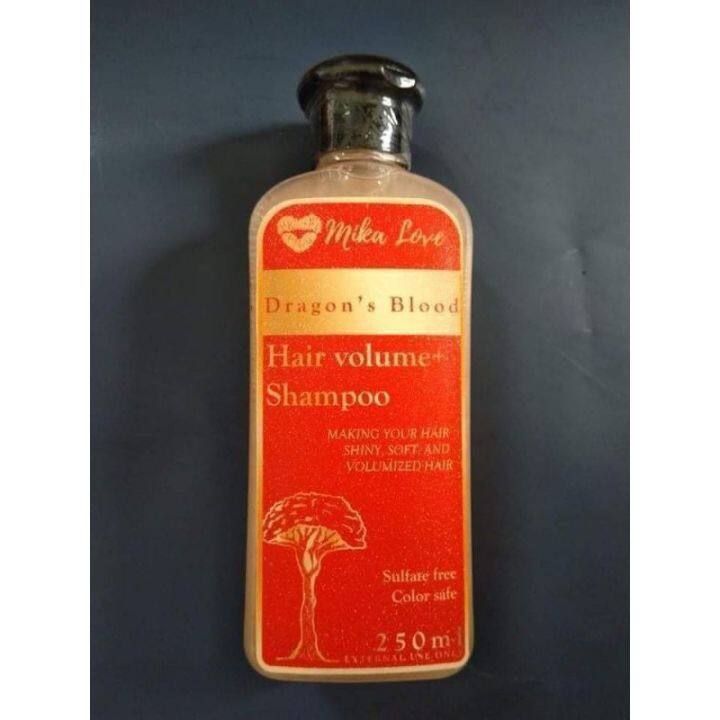 Mika Love
Dragon's Blood
Hair volume+
Shampoo
MAKING YOUR HAIR
SHINY, SOFT, AND
VOLUMIZED HAIR
Sulfate free
Color safe
250ml
EXTERNAL USE ONLY